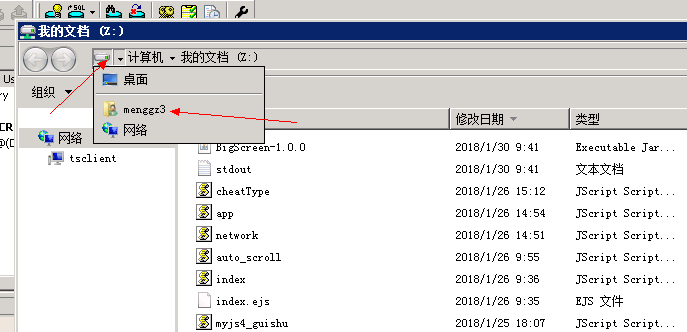 SQL
我的文档 (Z:)
计算机 我的文档 (Z:)
Us
组织
桌面
menggz3
网络
ry
CR
@(D
网络
tsclient
修改日期 类型
BigScreen-1.0.0 2018/1/30 9:41 Executable Jar...
stdout 2018/1/30 9:41 文本文档
cheatType 2018/1/26 15:12 JScript Script...
app 2018/1/26 14:54 JScript Script...
network 2018/1/26 14:51 JScript Script...
auto_scroll 2018/1/26 9:55 JScript Script...
index 2018/1/26 9:36 JScript Script...
index.ejs 2018/1/26 9:35 EJS 文件
myjs4_guishu 2018/1/25 18:07 JScript Script...